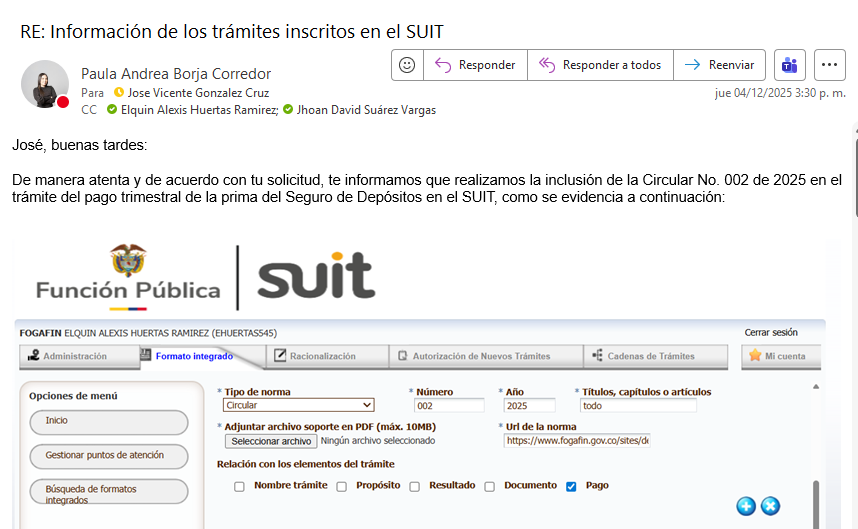 RE: Información de los trámites inscritos en el SUIT
Paula Andrea Borja Corredor
Responder
Responder a todos
Reenviar
Para Jose Vicente Gonzalez Cruz
jue 04/12/2025 3:30 p. m.
CC Elquin Alexis Huertas Ramirez; Jhoan David Suárez Vargas
José, buenas tardes:
De manera atenta y de acuerdo con tu solicitud, te informamos que realizamos la inclusión de la Circular No. 002 de 2025 en el
trámite del pago trimestral de la prima del Seguro de Depósitos en el SUIT, como se evidencia a continuación:
Función Pública
suit
FOGAFIN ELQUIN ALEXIS HUERTAS RAMIREZ (EHUERTAS545)
Cerrar sesión
Administración
Formato integrado
Racionalización
Autorización de Nuevos Trámites
Cadenas de Trámites
Mi cuenta
Opciones de menú
Inicio
Gestionar puntos de atención
Búsqueda de formatos
integrados
* Tipo de norma
* Número
* Año
* Títulos, capítulos o artículos
Circular
002
2025
todo
* Adjuntar archivo soporte en PDF (máx. 10MB)
* Url de la norma
Seleccionar archivo Ningún archivo seleccionado
https://www.fogafin.gov.co/sites/de
Relación con los elementos del trámite
Nombre trámite
Propósito
Resultado
Documento
Pago